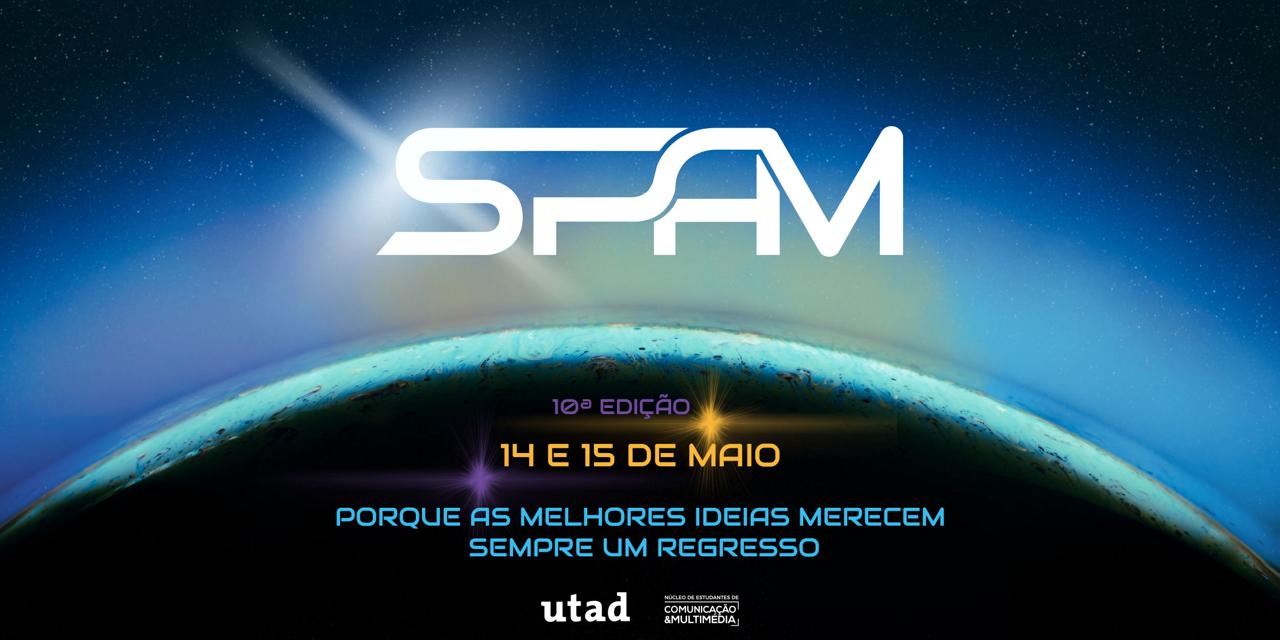 SPAM
10ª EDIÇÃO
14 E 15 DE MAIO
PORQUE AS MELHORES IDEIAS MERECEM
SEMPRE UM REGRESSO
utad
NÚCLEO DE ESTUDANTES DE
COMUNICAÇÃO
&MULTIMÉDIA